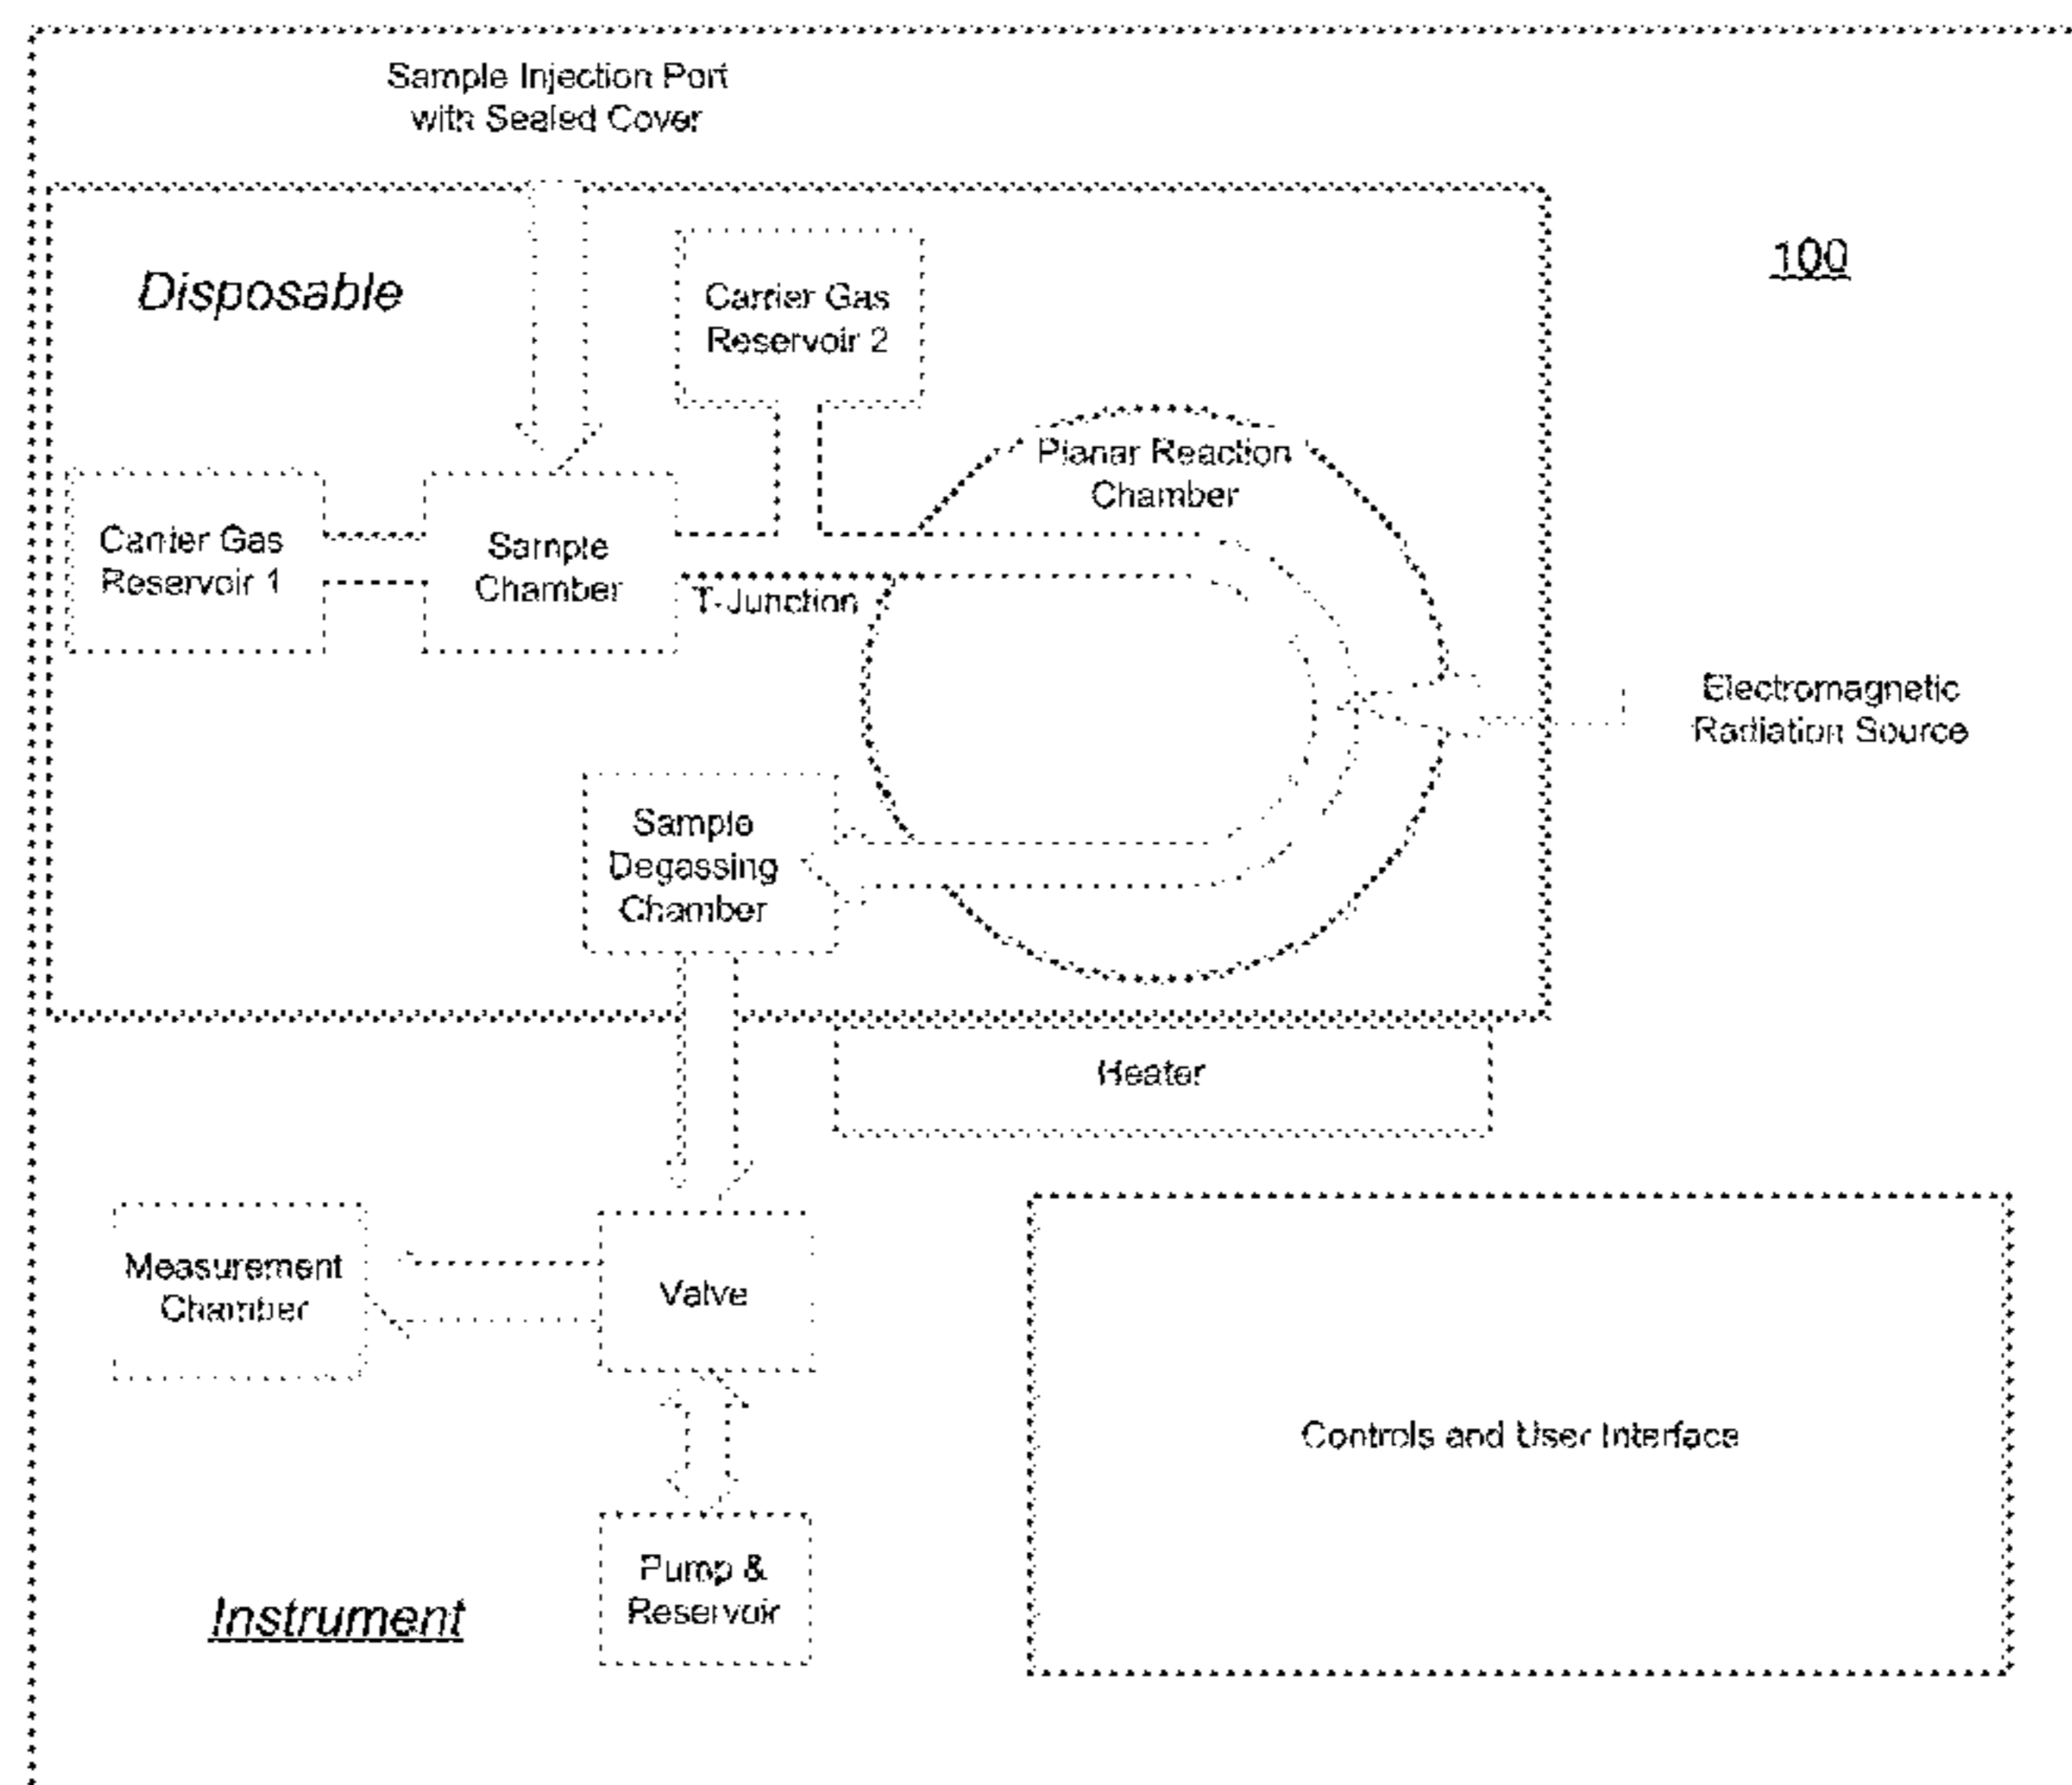 Sample Injection Port
with Sealed Cover
100
Disposable
Carrier Gas
Reservoir 2
Planar Reaction
Chamber
Carrier Gas
Reservoir 1
Sample
Chamber
T-Junction
Electromagnetic
Radiation Source
Sample
Degassing
Chamber
Heater
Measurement
Chamber
Valve
Controls and User Interface
Pump &
Reservoir
Instrument